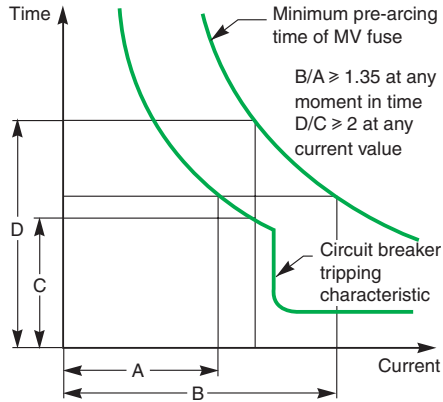 Time
Minimum pre-arcing
time of MV fuse
B/A ⩾ 1.35 at any
moment in time
D/C ⩾ 2 at any
current value
D
C
Circuit breaker
tripping
characteristic
Current
A
B